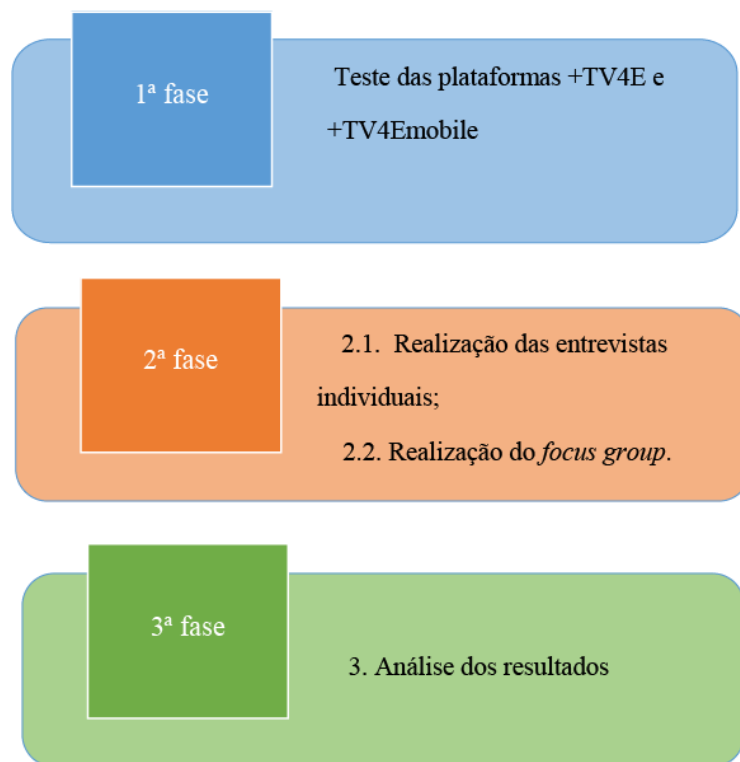 1ª fase
Teste das plataformas +TV4E e
+TV4Emobile
2ª fase
2.1. Realização das entrevistas
individuais;
2.2. Realização do focus group.
3ª fase
3. Análise dos resultados